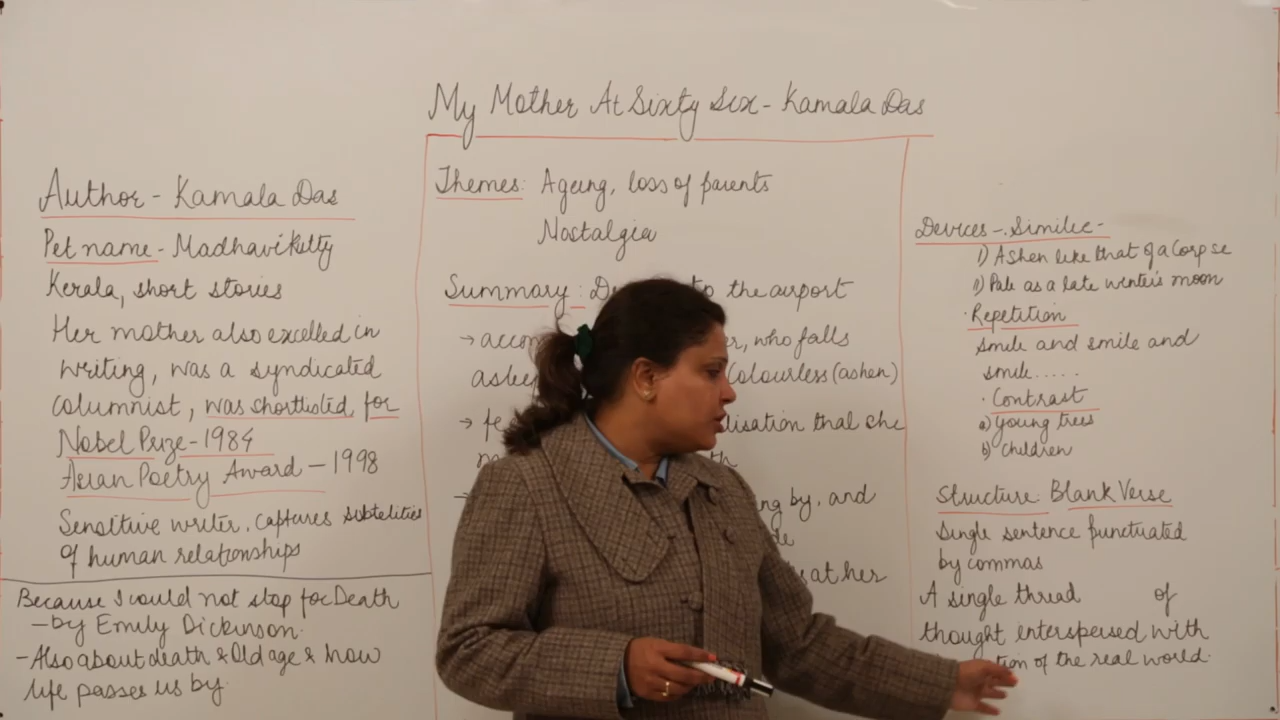 My Mother At Sixty Six - Kamala Das
Author - Kamala Das
Pet name - Madhavikutty
Kerala, short stories
Her mother also excelled in
writing, was a syndicated
columnist, was shortlisted for
Nobel Prize - 1984
Asian Poetry Award - 1998
Sensitive writer. Captures subtelities
of human relationships
Because I could not stop for Death
- by Emily Dickinson.
- Also about death & Old age & how
life passes us by.
Themes: Ageing, loss of parents
Nostalgia
Summary: to the airport
→ who falls
colourless (ashen)
→ that she
by, and
at her
Devices - Simile -
1) Ashen like that of a Corpse
11) Pale as a late winter's moon
· Repetition
Smile and smile and
smile.....
· Contrast
a) Young trees
b) Children
Structure: Blank Verse
Single sentence punctuated
by commas
A single thread of
thought interspersed with
of the real world.